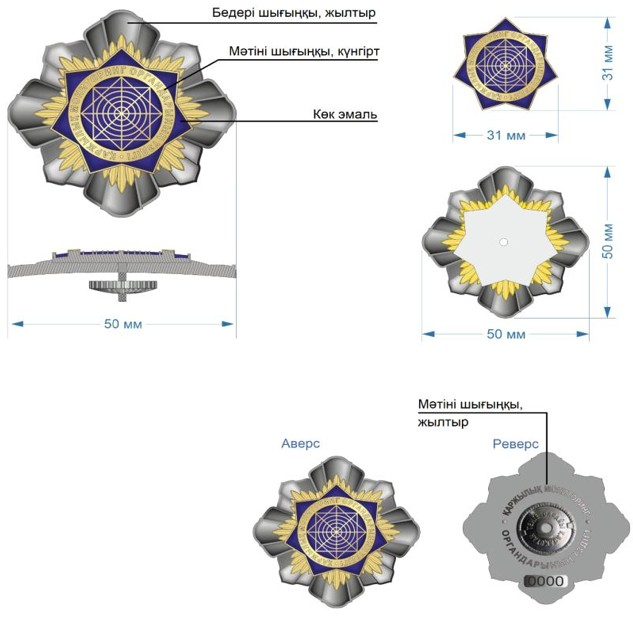 Бедері шығыңқы, жылтыр
Мәтіні шығыңқы, күңгірт
Көк эмаль
31 мм
31 мм
50 мм
50 мм
50 мм
Мәтіні шығыңқы,
жылтыр
Аверс
Реверс
ҚАРЖЫЛЫҚ МОНИТОРИНГ
ОРГАНДАРЫНЫҢ
0000